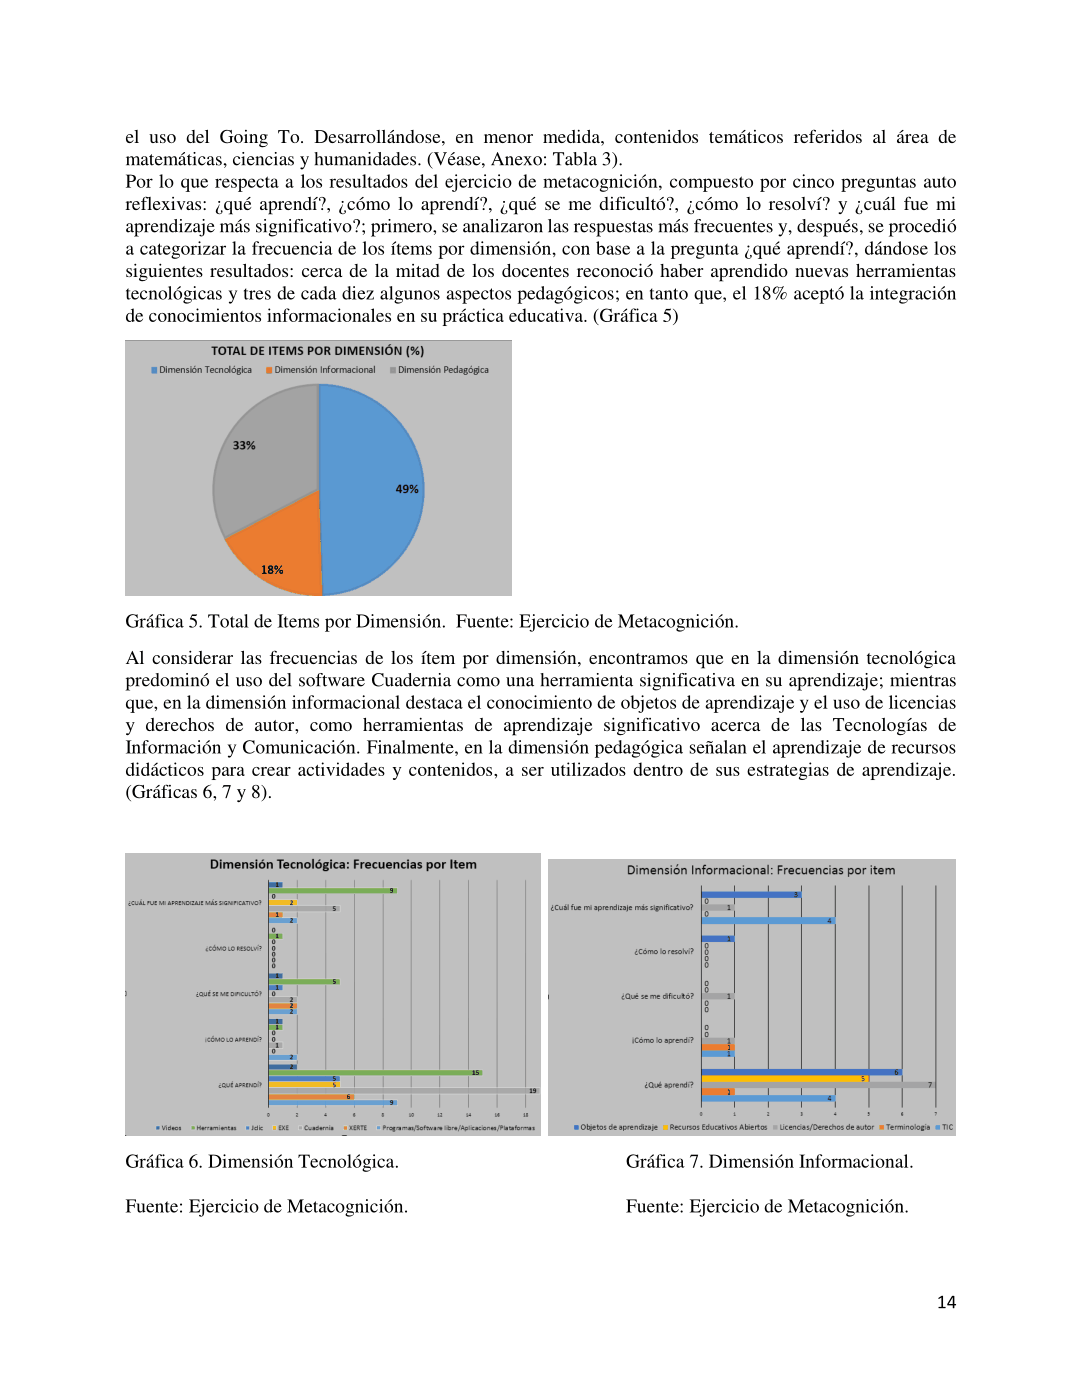 el uso del Going To. Desarrollándose, en menor medida, contenidos temáticos referidos al área de
matemáticas, ciencias y humanidades. (Véase, Anexo: Tabla 3).
Por lo que respecta a los resultados del ejercicio de metacognición, compuesto por cinco preguntas auto
reflexivas: ¿qué aprendí?, ¿cómo lo aprendí?, ¿qué se me dificultó?, ¿cómo lo resolví? y ¿cuál fue mi
aprendizaje más significativo?; primero, se analizaron las respuestas más frecuentes y, después, se procedió
a categorizar la frecuencia de los ítems por dimensión, con base a la pregunta ¿qué aprendí?, dándose los
siguientes resultados: cerca de la mitad de los docentes reconoció haber aprendido nuevas herramientas
tecnológicas y tres de cada diez algunos aspectos pedagógicos; en tanto que, el 18% aceptó la integración
de conocimientos informacionales en su práctica educativa. (Gráfica 5)
TOTAL DE ITEMS POR DIMENSIÓN (%)
Dimensión Tecnológica Dimensión Informacional Dimensión Pedagógica
33%
49%
18%
Gráfica 5. Total de Items por Dimensión. Fuente: Ejercicio de Metacognición.
Al considerar las frecuencias de los ítem por dimensión, encontramos que en la dimensión tecnológica
predominó el uso del software Cuadernia como una herramienta significativa en su aprendizaje; mientras
que, en la dimensión informacional destaca el conocimiento de objetos de aprendizaje y el uso de licencias
y derechos de autor, como herramientas de aprendizaje significativo acerca de las Tecnologías de
Información y Comunicación. Finalmente, en la dimensión pedagógica señalan el aprendizaje de recursos
didácticos para crear actividades y contenidos, a ser utilizados dentro de sus estrategias de aprendizaje.
(Gráficas 6, 7 y 8).
Dimensión Tecnológica: Frecuencias por Item
¿CUÁL FUE MI APRENDIZAJE MÁS SIGNIFICATIVO?
1
9
0
2
5
1
2
¿CÓMO LO RESOLVÍ?
0
1
0
0
0
0
0
¿QUÉ SE ME DIFICULTÓ?
1
5
1
0
2
2
2
¿CÓMO LO APRENDÍ?
1
1
0
0
1
0
2
¿QUÉ APRENDÍ?
2
15
5
5
19
6
9
0 2 4 6 8 10 12 14 16 18
Videos Herramientas Jclic EXE Cuadernia XERTE Programas/Software libre/Aplicaciones/Plataformas
Dimensión Informacional: Frecuencias por item
¿Cuál fue mi aprendizaje más significativo?
3
0
1
0
4
¿Cómo lo resolví?
1
0
0
0
0
¿Qué se me dificultó?
0
0
1
0
0
¿Cómo lo aprendí?
0
0
1
1
1
¿Qué aprendí?
6
5
7
1
4
0 1 2 3 4 5 6 7
Objetos de aprendizaje Recursos Educativos Abiertos Licencias/Derechos de autor Terminología TIC
Gráfica 6. Dimensión Tecnológica. Gráfica 7. Dimensión Informacional.
Fuente: Ejercicio de Metacognición. Fuente: Ejercicio de Metacognición.
14